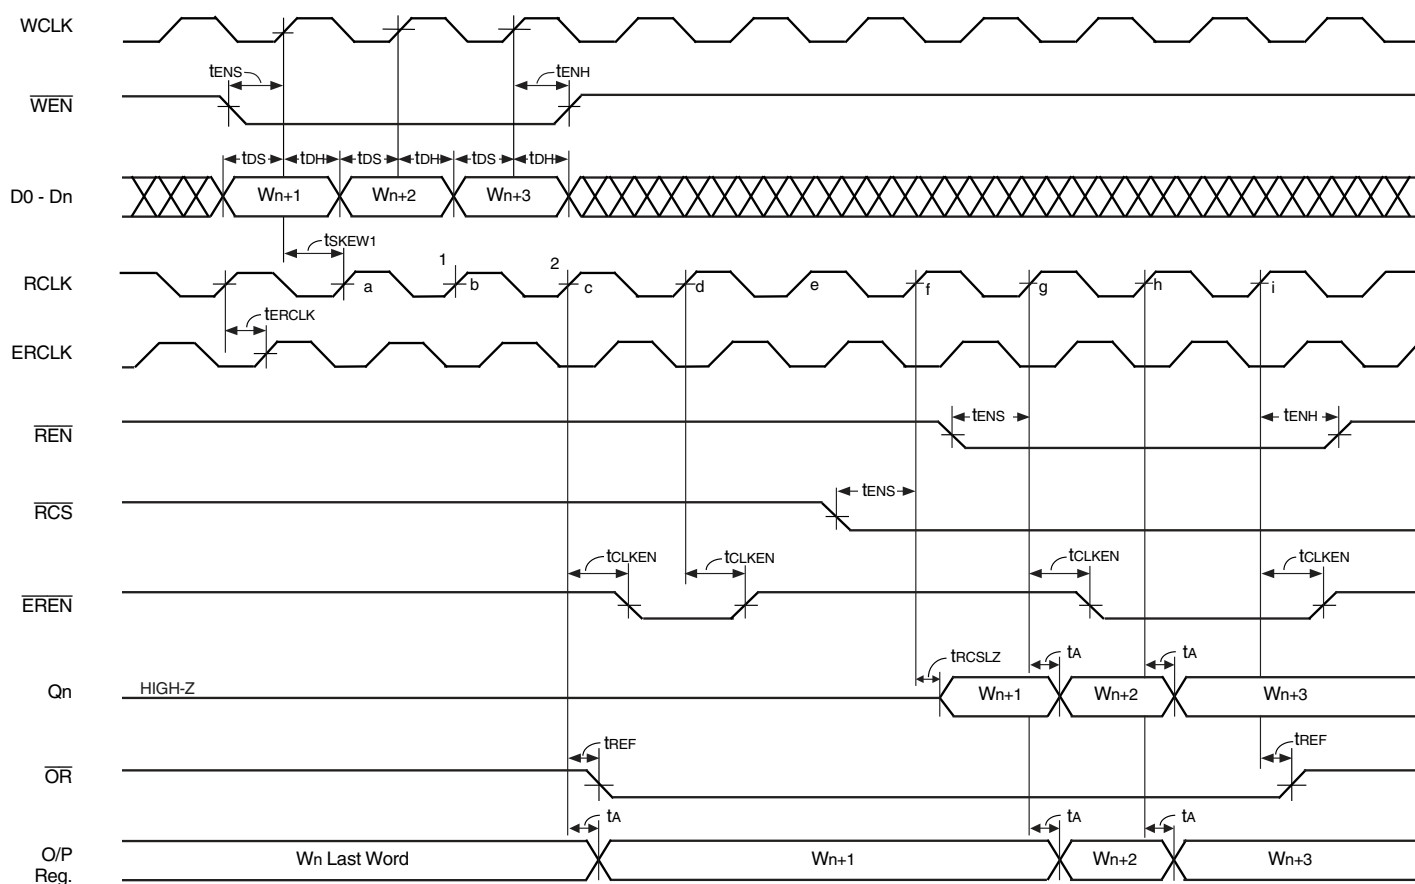 WCLK
tENS
tENH
WEN
tDS tDH tDS tDH tDS tDH
D0 - Dn
Wn+1 Wn+2 Wn+3
tSKEW1
1 2
RCLK
a b c d e f g h i
tERCLK
ERCLK
tENS tENH
REN
tENS
RCS
tCLKEN tCLKEN tCLKEN tCLKEN
EREN
tRCSLZ tA tA
Qn HIGH-Z Wn+1 Wn+2 Wn+3
tREF tREF
OR
tA tA tA
O/P
Reg.
Wn Last Word Wn+1 Wn+2 Wn+3